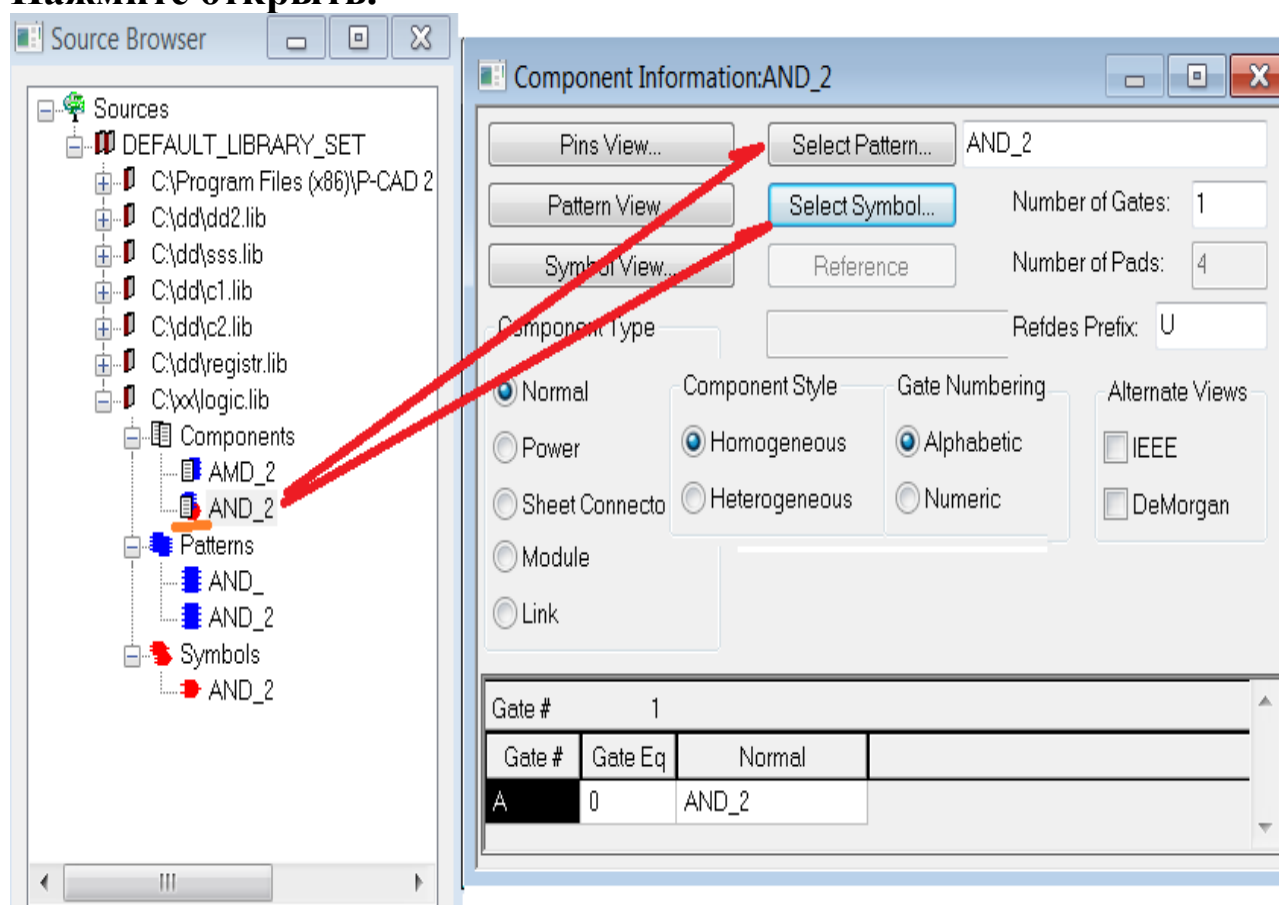 Нажмите открыть.
Source Browser
Sources
DEFAULT_LIBRARY_SET
C:\Program Files (x86)\P-CAD 2
C:\dd\dd2.lib
C:\dd\sss.lib
C:\dd\c1.lib
C:\dd\c2.lib
C:\dd\registr.lib
C:\xx\logic.lib
Components
AMD_2
AND_2
Patterns
AND_
AND_2
Symbols
AND_2
Component Information:AND_2
Pins View... Select Pattern... AND_2
Pattern View Select Symbol... Number of Gates: 1
Symbol View... Reference Number of Pads: 4
Component Type Refdes Prefix: U
Normal Component Style Gate Numbering Alternate Views
Power Homogeneous Alphabetic IEEE
Sheet Connecto Heterogeneous Numeric DeMorgan
Module
Link
Gate # 1
Gate # Gate Eq Normal
A 0 AND_2